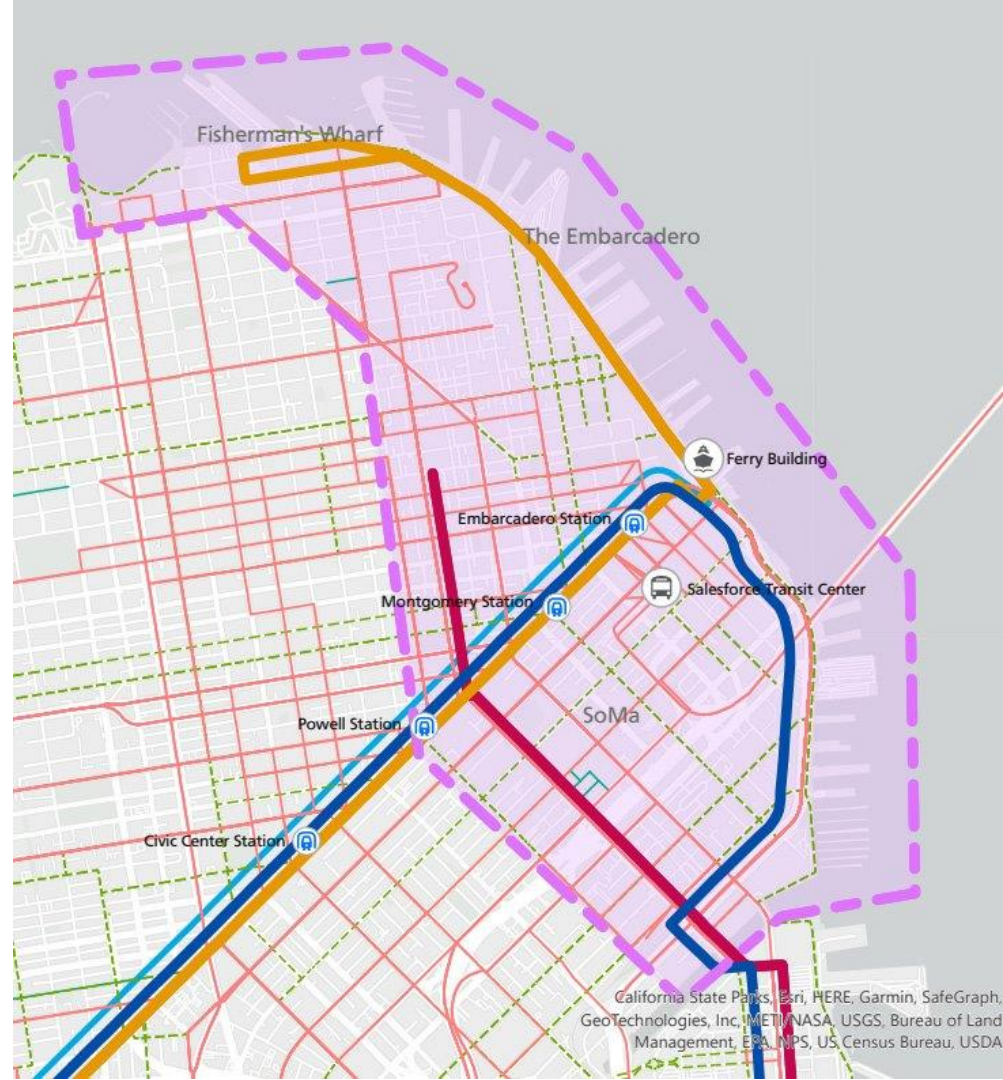 Fisherman's Wharf
The Embarcadero
Ferry Building
Embarcadero Station
Salesforce Transit Center
Montgomery Station
SoMa
Powell Station
Civic Center Station
California State Parks, Esri, HERE, Garmin, SafeGraph,
GeoTechnologies, Inc, METI/NASA, USGS, Bureau of Land
Management, EPA, NPS, US Census Bureau, USDA